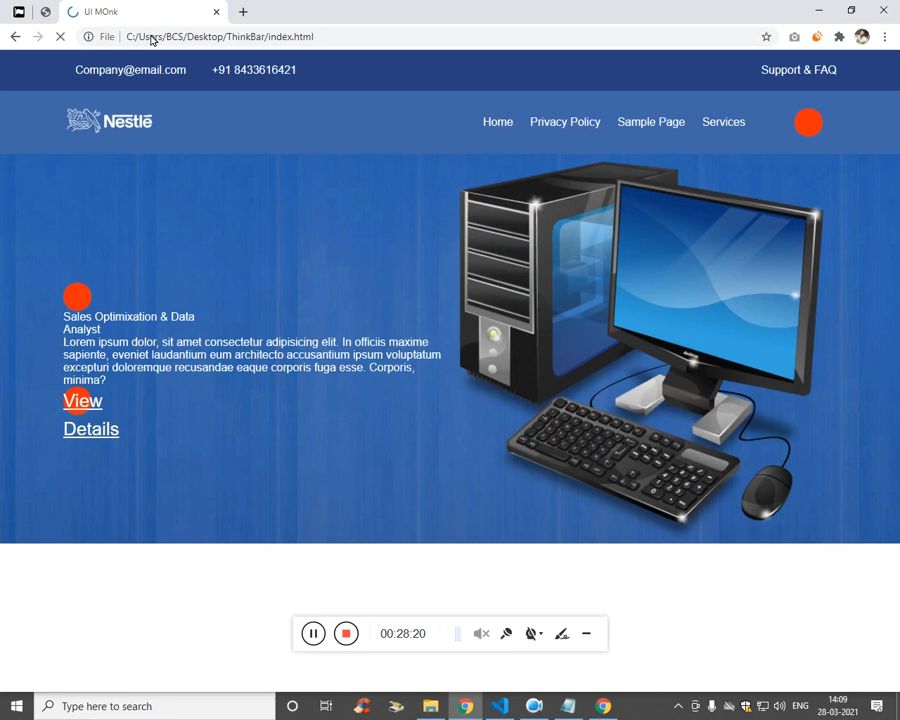 UI MOnk
File C:/Users/BCS/Desktop/ThinkBar/index.html
Company@email.com +91 8433616421 Support & FAQ
Nestlé Home Privacy Policy Sample Page Services
Sales Optimixation & Data
Analyst
Lorem ipsum dolor, sit amet consectetur adipisicing elit. In officiis maxime
sapiente, eveniet laudantium eum architecto accusantium ipsum voluptatum
excepturi doloremque recusandae eaque corporis fuga esse. Corporis,
minima?
View
Details
00:28:20
Type here to search
ENG
14:09
28-03-2021